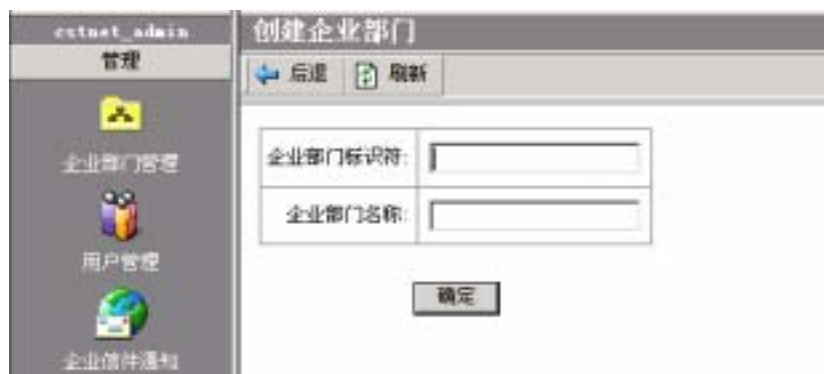 cstnet_admin
管理
企业部门管理
用户管理
企业信件通知
创建企业部门
后退 刷新
企业部门标识符:
企业部门名称:
确定